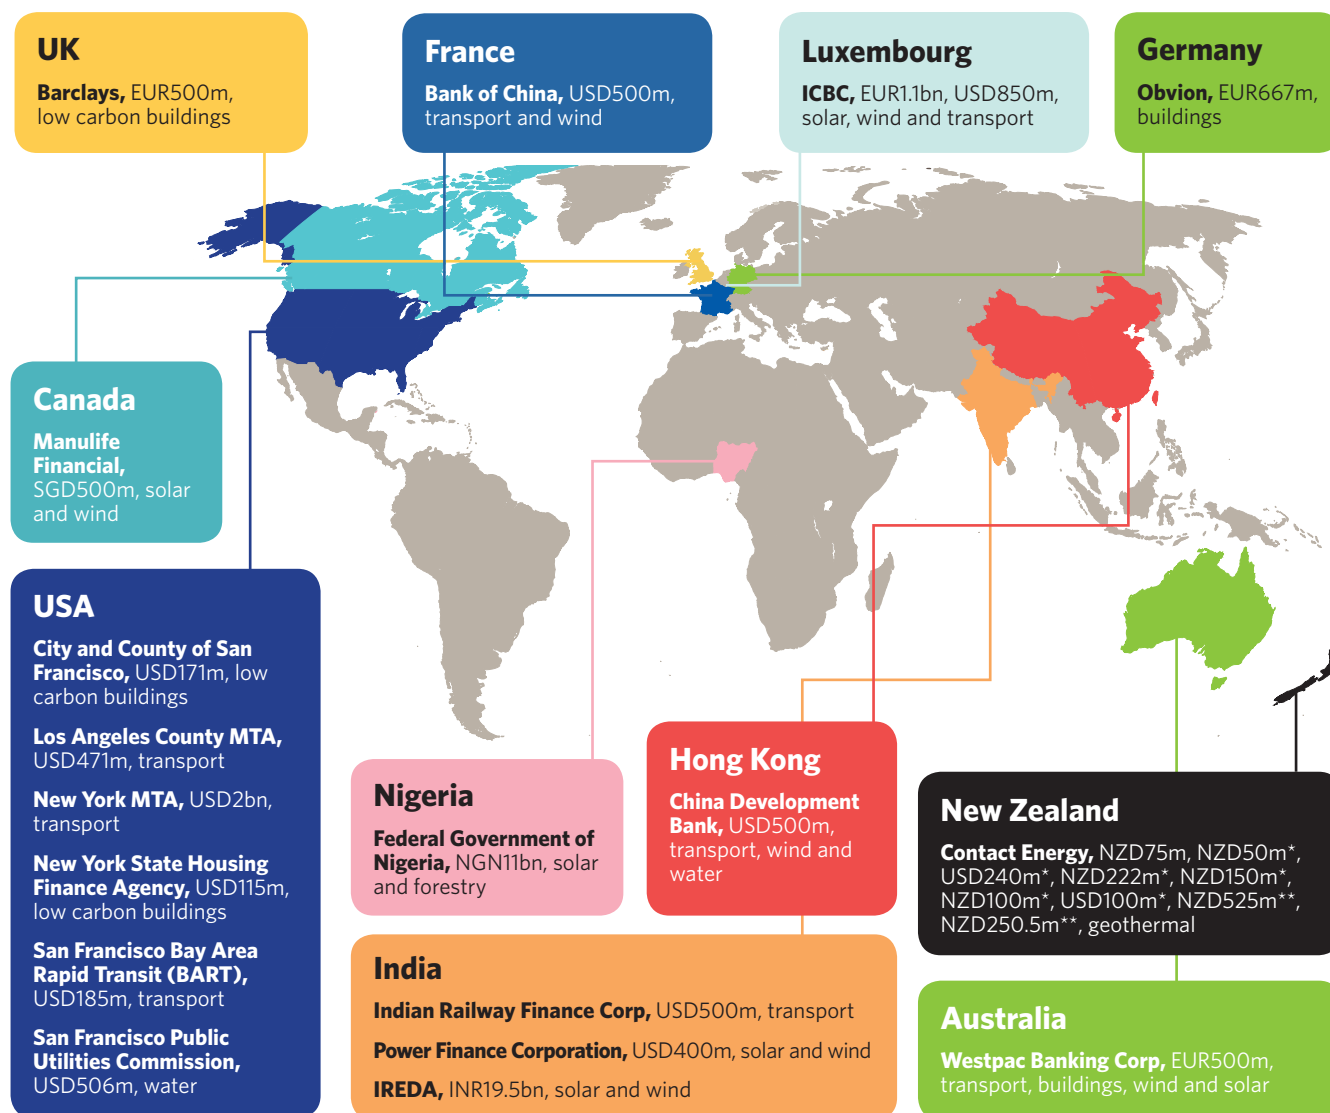 UK
Barclays, EUR500m,
low carbon buildings
France
Bank of China, USD500m,
transport and wind
Luxembourg
ICBC, EUR1.1bn, USD850m,
solar, wind and transport
Germany
Obvion, EUR667m,
buildings
Canada
Manulife
Financial,
SGD500m, solar
and wind
USA
City and County of San
Francisco, USD171m, low
carbon buildings
Los Angeles County MTA,
USD471m, transport
New York MTA, USD2bn,
transport
New York State Housing
Finance Agency, USD115m,
low carbon buildings
San Francisco Bay Area
Rapid Transit (BART),
USD185m, transport
San Francisco Public
Utilities Commission,
USD506m, water
Nigeria
Federal Government of
Nigeria, NGN11bn, solar
and forestry
Hong Kong
China Development
Bank, USD500m,
transport, wind and
water
India
Indian Railway Finance Corp, USD500m, transport
Power Finance Corporation, USD400m, solar and wind
IREDA, INR19.5bn, solar and wind
New Zealand
Contact Energy, NZD75m, NZD50m*,
USD240m*, NZD222m*, NZD150m*,
NZD100m*, USD100m*, NZD525m**,
NZD250.5m**, geothermal
Australia
Westpac Banking Corp, EUR500m,
transport, buildings, wind and solar